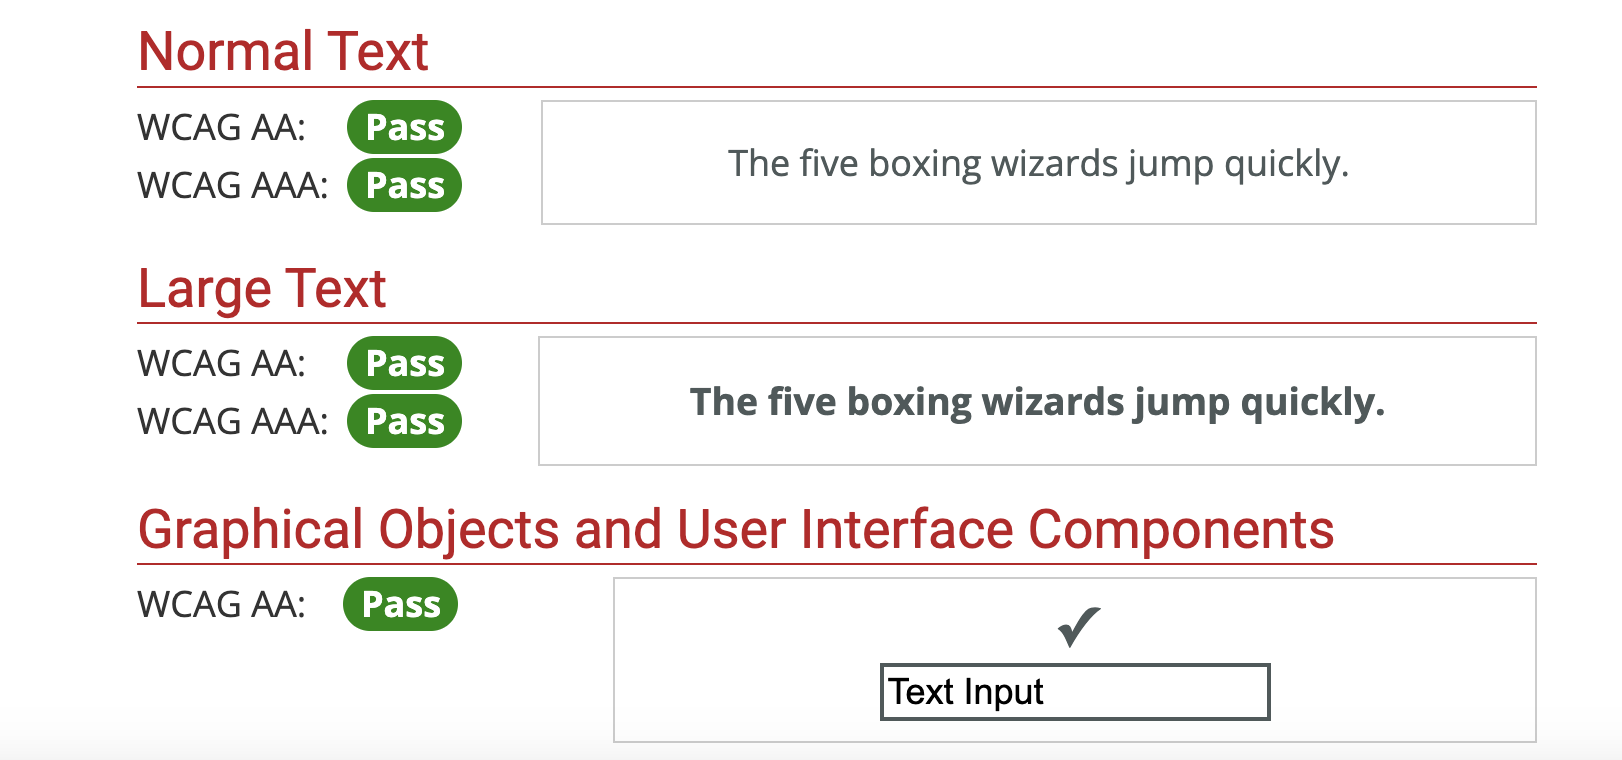 Normal Text
WCAG AA: Pass
WCAG AAA: Pass
The five boxing wizards jump quickly.
Large Text
WCAG AA: Pass
WCAG AAA: Pass
The five boxing wizards jump quickly.
Graphical Objects and User Interface Components
WCAG AA: Pass
✔
Text Input